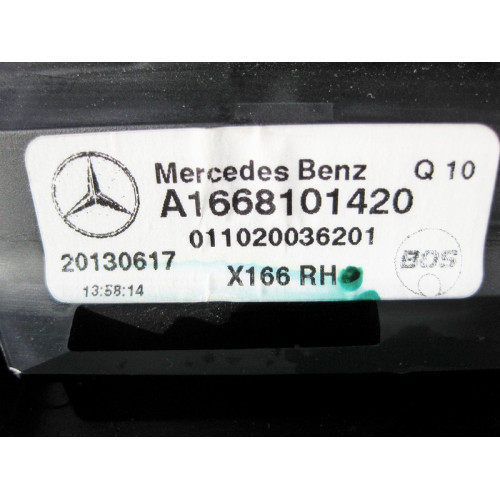 Mercedes Benz Q 10
A1668101420
011020036201
20130617 X166 RH
13:58:14
BOS